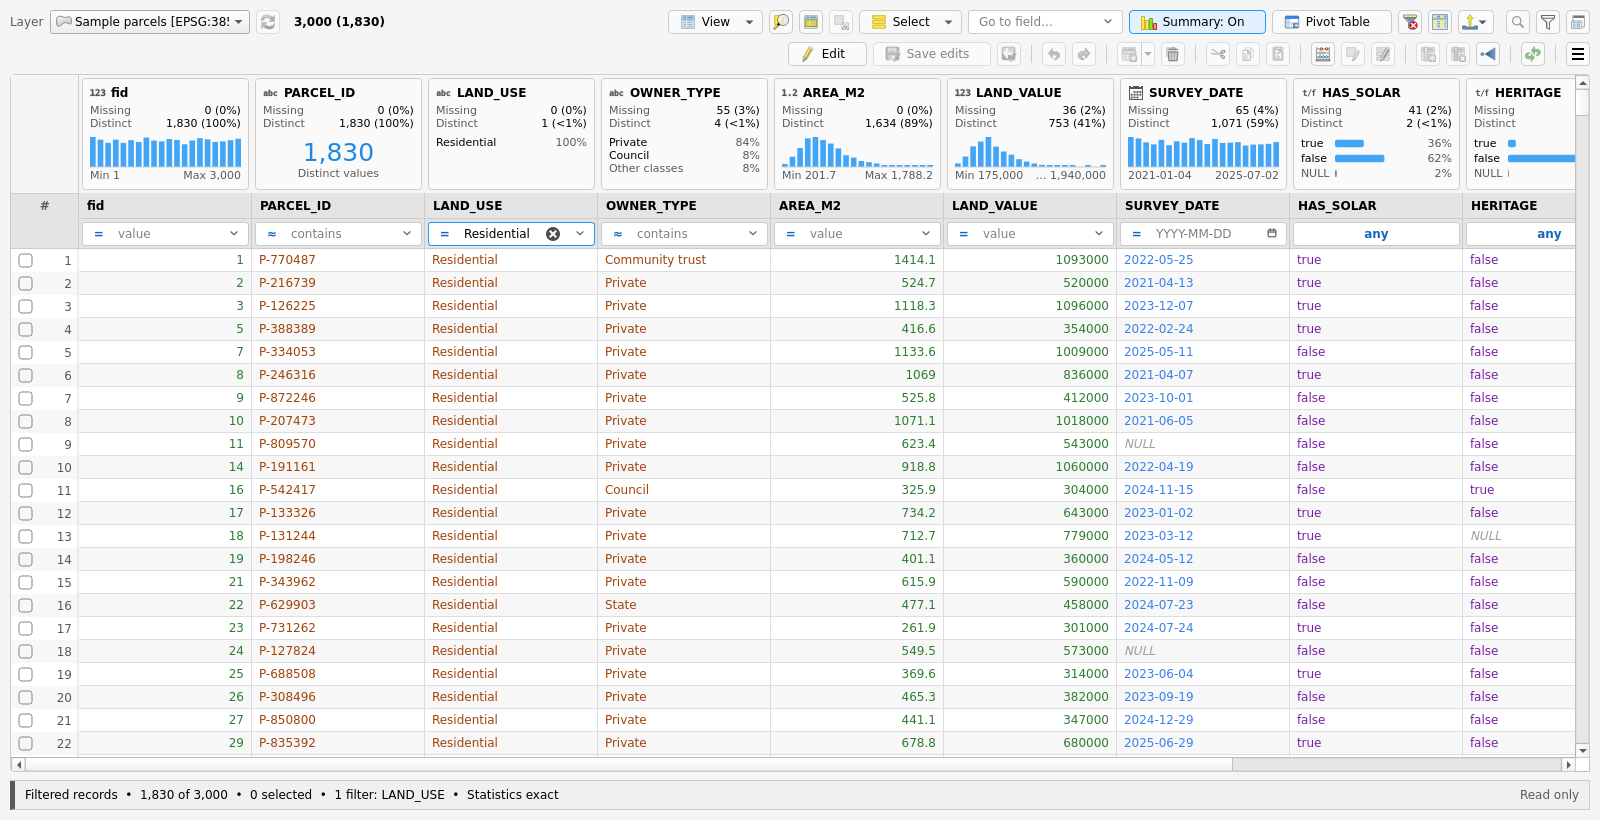 Layer Sample parcels [EPSG:385 3,000 (1,830) View Select Go to field… Summary: On Pivot Table
Edit Save edits
123 fid abc PARCEL_ID abc LAND_USE abc OWNER_TYPE 1.2 AREA_M2 123 LAND_VALUE SURVEY_DATE t/f HAS_SOLAR t/f HERITAGE
Missing 0 (0%) Missing 0 (0%) Missing 0 (0%) Missing 55 (3%) Missing 0 (0%) Missing 36 (2%) Missing 65 (4%) Missing 41 (2%) Missing
Distinct 1,830 (100%) Distinct 1,830 (100%) Distinct 1 (<1%) Distinct 4 (<1%) Distinct 1,634 (89%) Distinct 753 (41%) Distinct 1,071 (59%) Distinct 2 (<1%) Distinct
Residential 100% Private 84% true 36% true
1,830 Council 8% false 62% false
Distinct values Other classes 8% NULL 2% NULL
Min 1 Max 3,000 Min 201.7 Max 1,788.2 Min 175,000 … 1,940,000 2021-01-04 2025-07-02
# fid PARCEL_ID LAND_USE OWNER_TYPE AREA_M2 LAND_VALUE SURVEY_DATE HAS_SOLAR HERITAGE
= value ≈ contains = Residential ≈ contains = value = value = YYYY-MM-DD any any
1 1 P-770487 Residential Community trust 1414.1 1093000 2022-05-25 true false
2 2 P-216739 Residential Private 524.7 520000 2021-04-13 true false
3 3 P-126225 Residential Private 1118.3 1096000 2023-12-07 true false
4 5 P-388389 Residential Private 416.6 354000 2022-02-24 true false
5 7 P-334053 Residential Private 1133.6 1009000 2025-05-11 false false
6 8 P-246316 Residential Private 1069 836000 2021-04-07 true false
7 9 P-872246 Residential Private 525.8 412000 2023-10-01 false false
8 10 P-207473 Residential Private 1071.1 1018000 2021-06-05 false false
9 11 P-809570 Residential Private 623.4 543000 NULL false false
10 14 P-191161 Residential Private 918.8 1060000 2022-04-19 false false
11 16 P-542417 Residential Council 325.9 304000 2024-11-15 false true
12 17 P-133326 Residential Private 734.2 643000 2023-01-02 true false
13 18 P-131244 Residential Private 712.7 779000 2023-03-12 true NULL
14 19 P-198246 Residential Private 401.1 360000 2024-05-12 false false
15 21 P-343962 Residential Private 615.9 590000 2022-11-09 false false
16 22 P-629903 Residential State 477.1 458000 2024-07-23 false false
17 23 P-731262 Residential Private 261.9 301000 2024-07-24 true false
18 24 P-127824 Residential Private 549.5 573000 NULL false false
19 25 P-688508 Residential Private 369.6 314000 2023-06-04 true false
20 26 P-308496 Residential Private 465.3 382000 2023-09-19 false false
21 27 P-850800 Residential Private 441.1 347000 2024-12-29 false false
22 29 P-835392 Residential Private 678.8 680000 2025-06-29 true false
Filtered records • 1,830 of 3,000 • 0 selected • 1 filter: LAND_USE • Statistics exact Read only